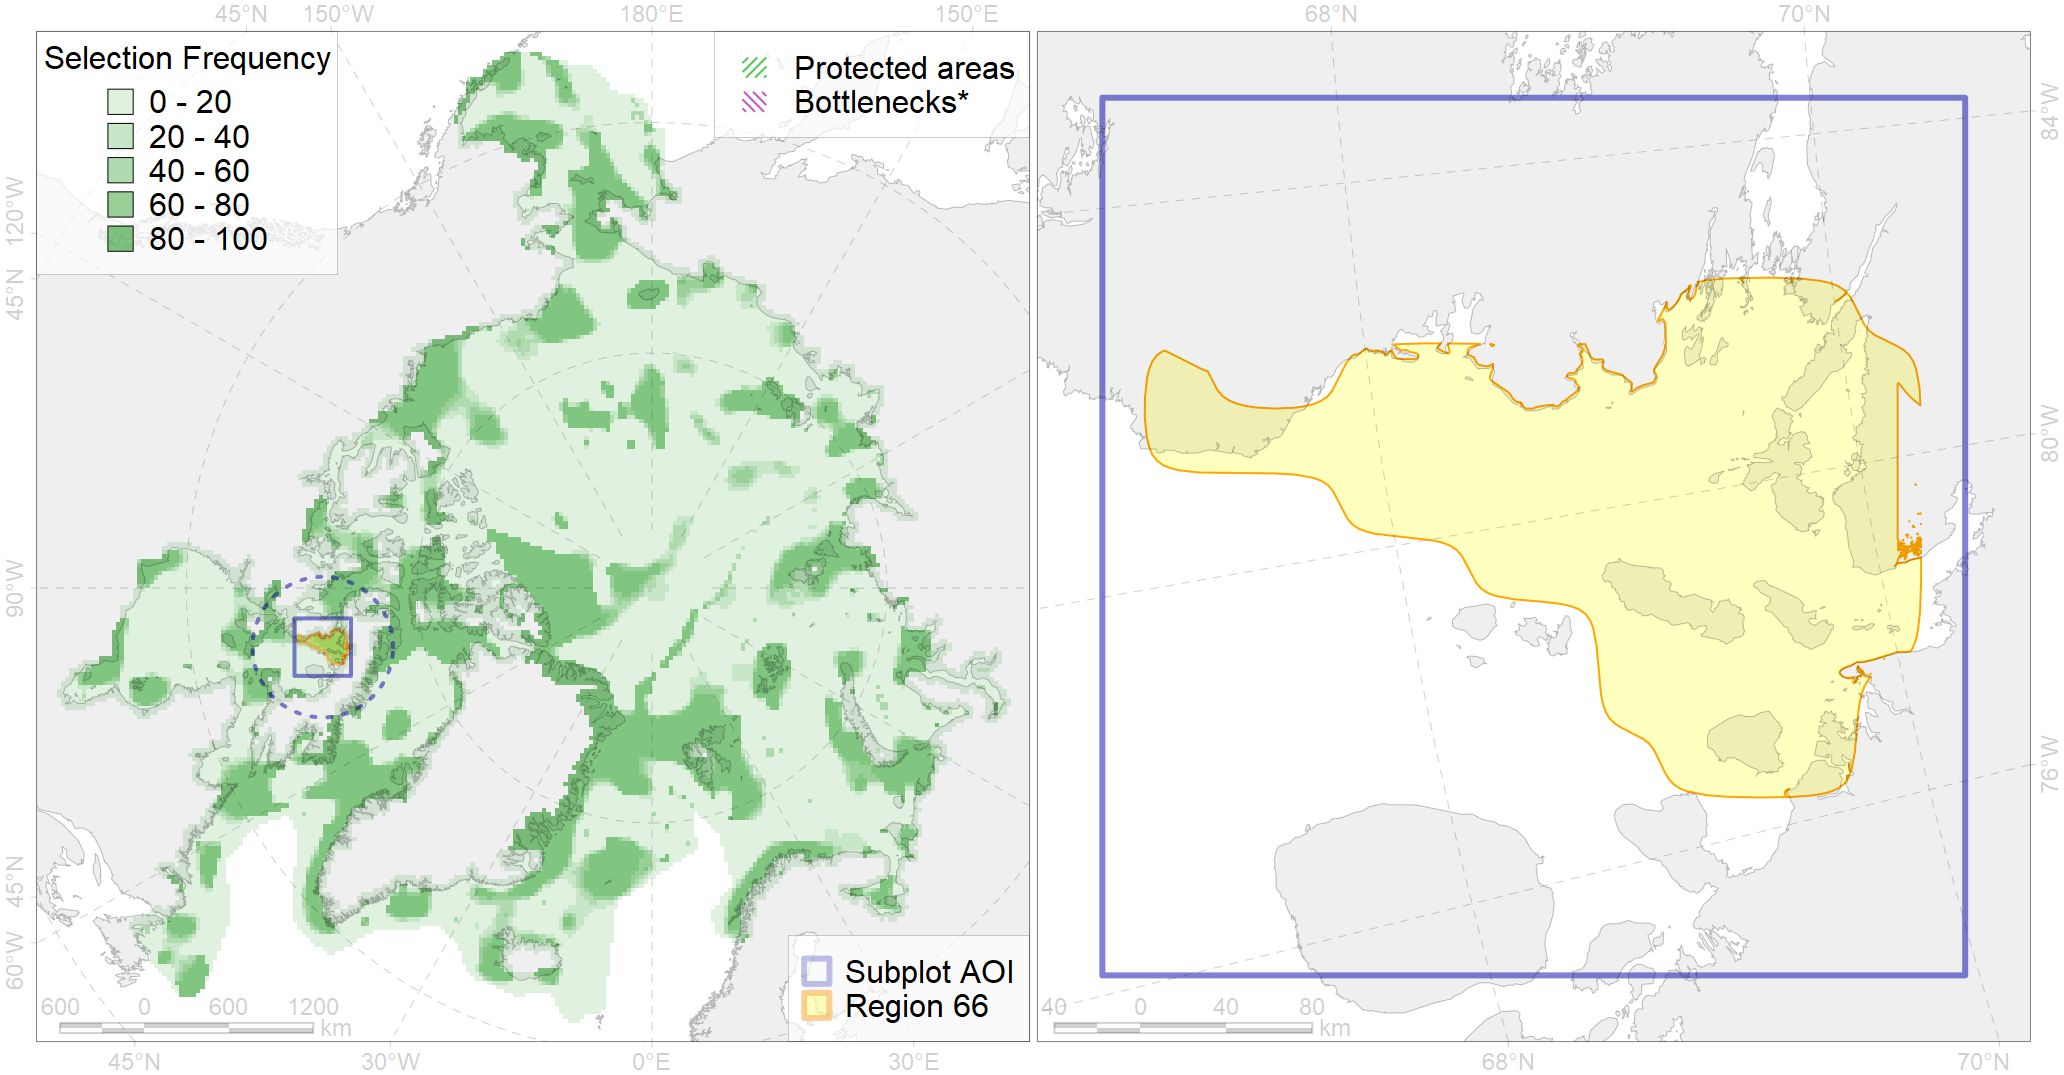 45°N 150°W 180°E 150°E 68°N 70°N
Selection Frequency
0 - 20
20 - 40
40 - 60
60 - 80
80 - 100
Protected areas
Bottlenecks*
120°W
45°N
90°W
45°N
60°W
84°W
80°W
76°W
Subplot AOI
Region 66
600 0 600 1200 km
40 0 40 80 km
45°N 30°W 0°E 30°E 68°N 70°N